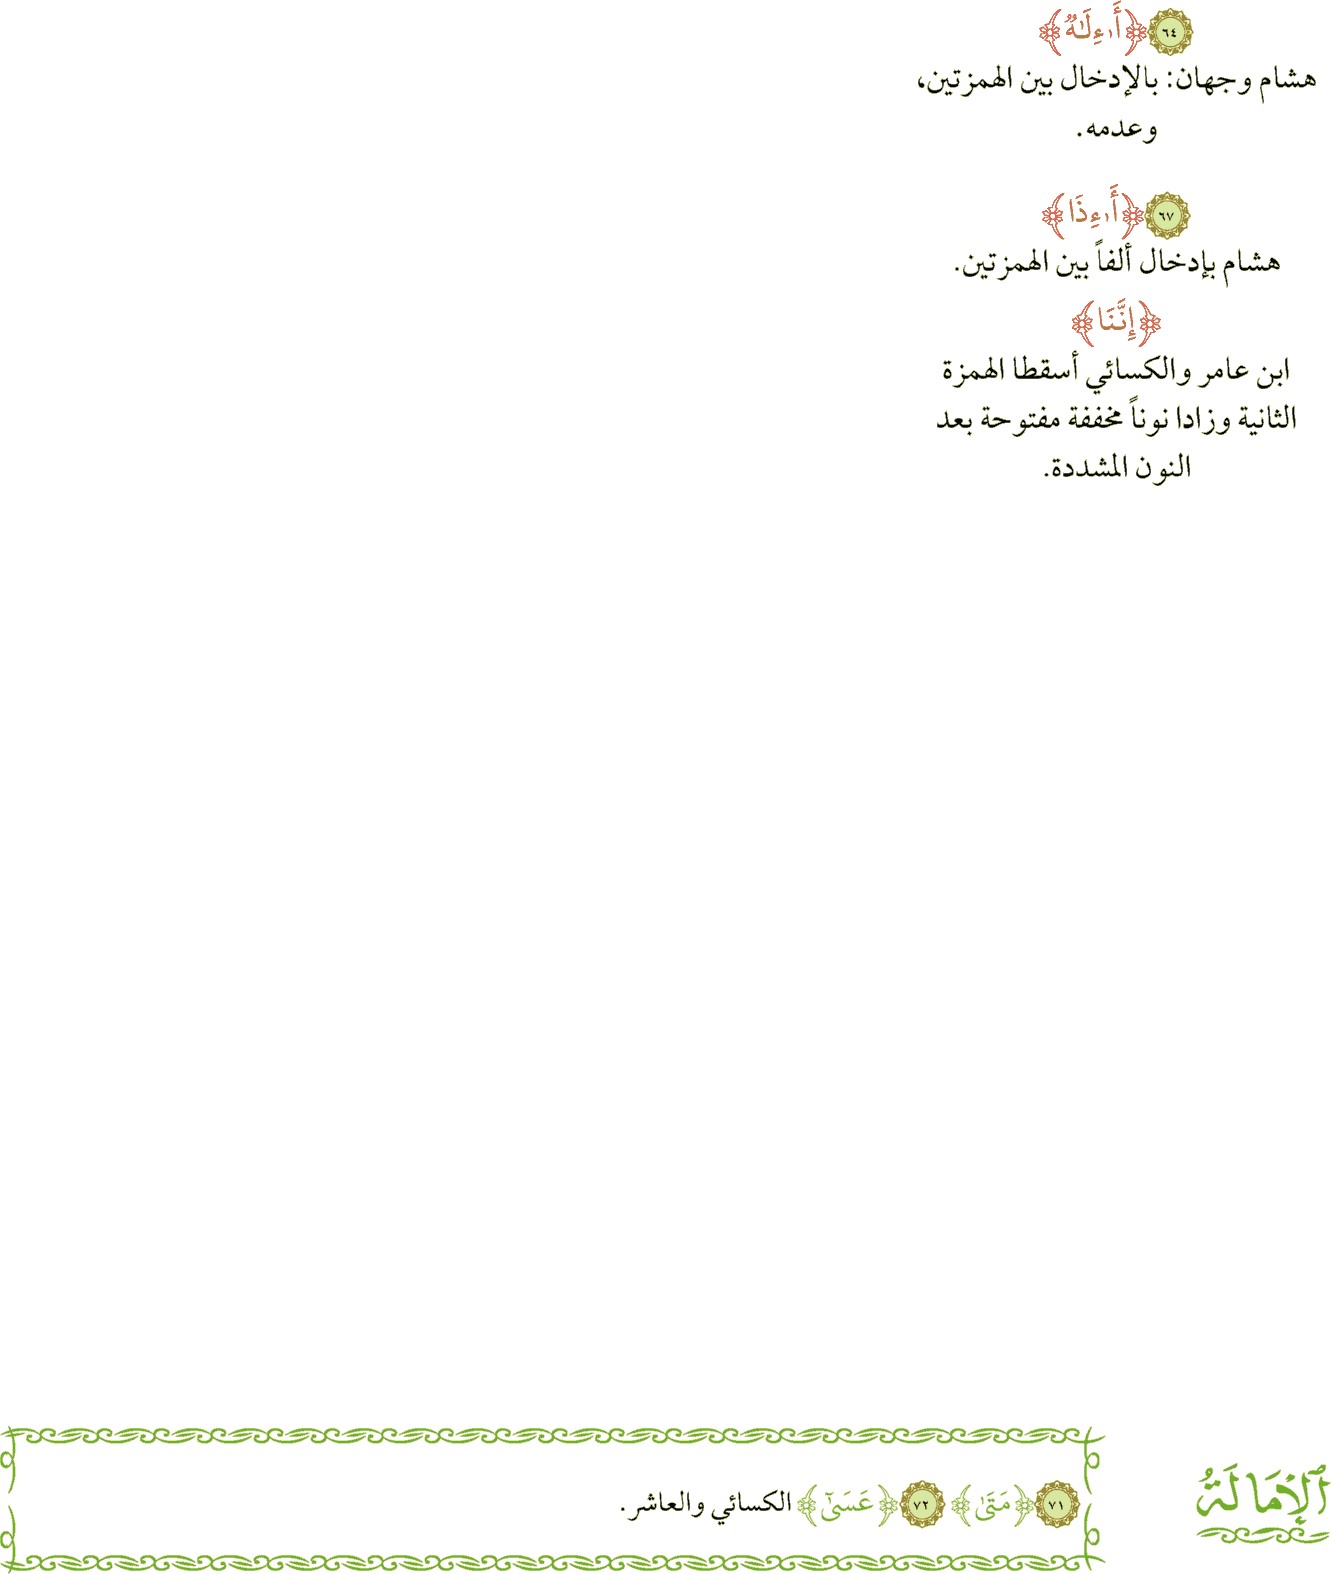 ٦٤ ﴿أَ۟ءِلَٰهٞ﴾
هشام وجهان: بالإدخال بين الهمزتين،
وعدمه.
٦٧ ﴿أَ۟ءِذَا﴾
هشام بإدخال ألفاً بين الهمزتين.
﴿إِنَّنَا﴾
ابن عامر والكسائي أسقطا الهمزة
الثانية وزادا نوناً مخففة مفتوحة بعد
النون المشددة.
ٱلْإِمَالَةُ
٧١ ﴿مَتَىٰ﴾ ٧٢ ﴿عَسَىٰٓ﴾ الكسائي والعاشر.